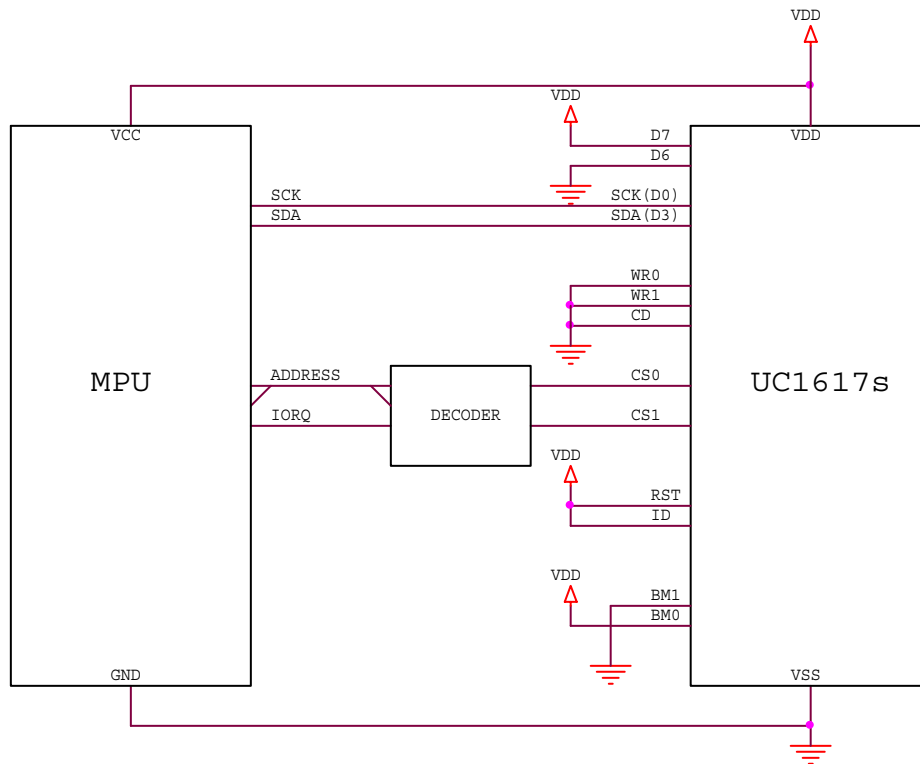 VDD
VDD
VCC
D7
VDD
D6
SCK
SCK(D0)
SDA
SDA(D3)
WR0
WR1
CD
MPU
ADDRESS
CS0
UC1617s
IORQ
DECODER
CS1
VDD
RST
ID
VDD
BM1
BM0
GND
VSS